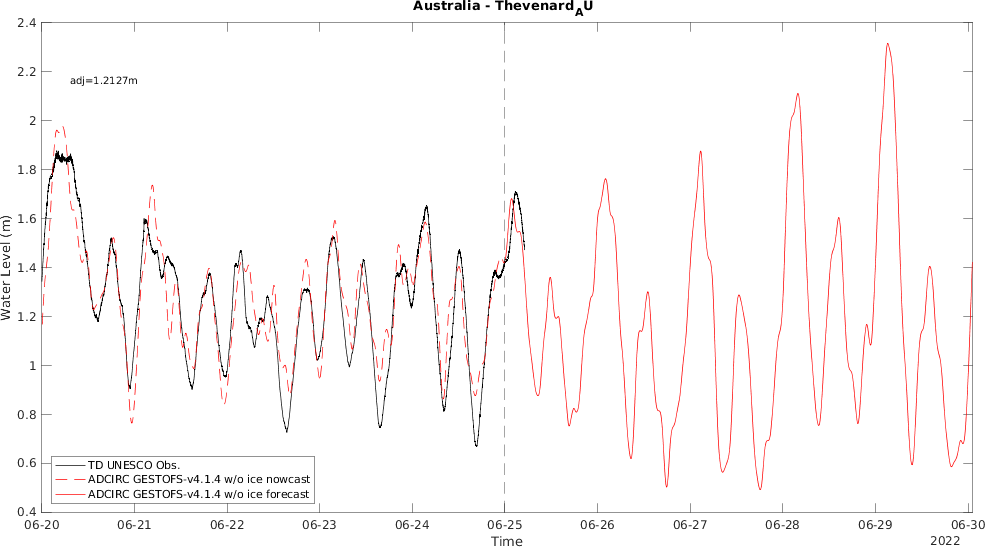 Australia - Thevenard_AU
2.4
2.2
2
1.8
1.6
1.4
1.2
1
0.8
0.6
0.4
Water Level (m)
adj=1.2127m
TD UNESCO Obs.
ADCIRC GESTOFS-v4.1.4 w/o ice nowcast
ADCIRC GESTOFS-v4.1.4 w/o ice forecast
06-20 06-21 06-22 06-23 06-24 06-25 06-26 06-27 06-28 06-29 06-30
Time
2022